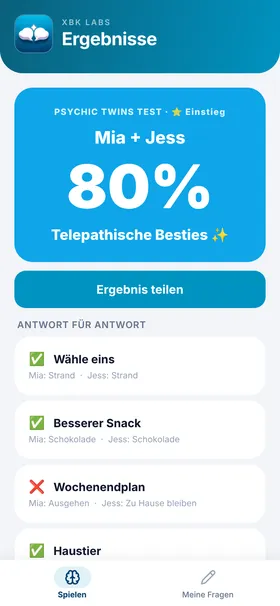 XBK LABS
Ergebnisse
PSYCHIC TWINS TEST · ⭐ Einstieg
Mia + Jess
80%
Telepathische Besties ✨
Ergebnis teilen
ANTWORT FÜR ANTWORT
✅ Wähle eins
Mia: Strand · Jess: Strand
✅ Besserer Snack
Mia: Schokolade · Jess: Schokolade
❌ Wochenendplan
Mia: Ausgehen · Jess: Zu Hause bleiben
✅ Haustier
Spielen
Meine Fragen